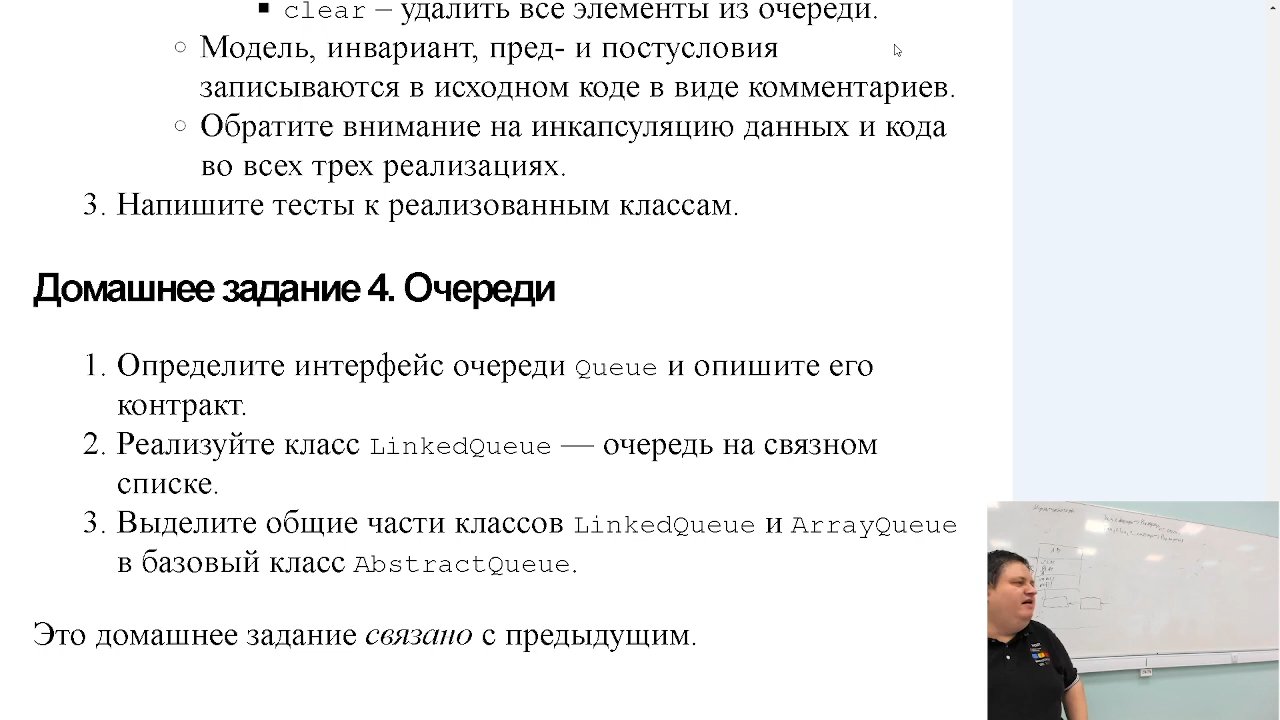 clear – удалить все элементы из очереди.
Модель, инвариант, пред- и постусловия
записываются в исходном коде в виде комментариев.
Обратите внимание на инкапсуляцию данных и кода
во всех трех реализациях.
3. Напишите тесты к реализованным классам.
Домашнее задание 4. Очереди
1. Определите интерфейс очереди Queue и опишите его
контракт.
2. Реализуйте класс LinkedQueue — очередь на связном
списке.
3. Выделите общие части классов LinkedQueue и ArrayQueue
в базовый класс AbstractQueue.
Это домашнее задание связано с предыдущим.